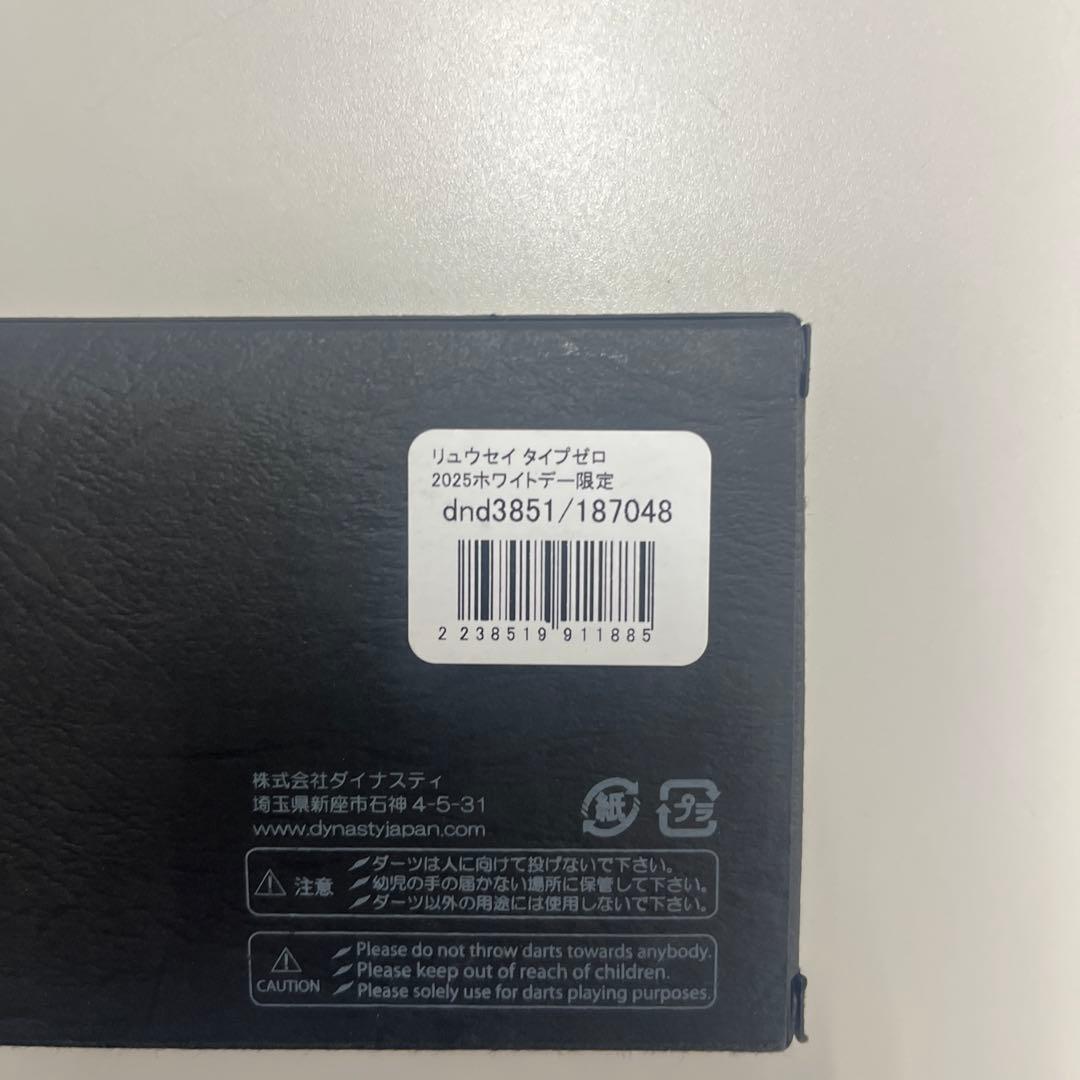 リュウセイ タイプゼロ
2025ホワイトデー限定
dnd3851/187048
2 238519 911885
株式会社ダイナスティ
埼玉県新座市石神 4-5-31
www.dynastyjapan.com
紙 プラ
注意
ダーツは人に向けて投げないで下さい。
幼児の手の届かない場所に保管して下さい。
ダーツ以外の用途には使用しないで下さい。
CAUTION
Please do not throw darts towards anybody.
Please keep out of reach of children.
Please solely use for darts playing purposes.